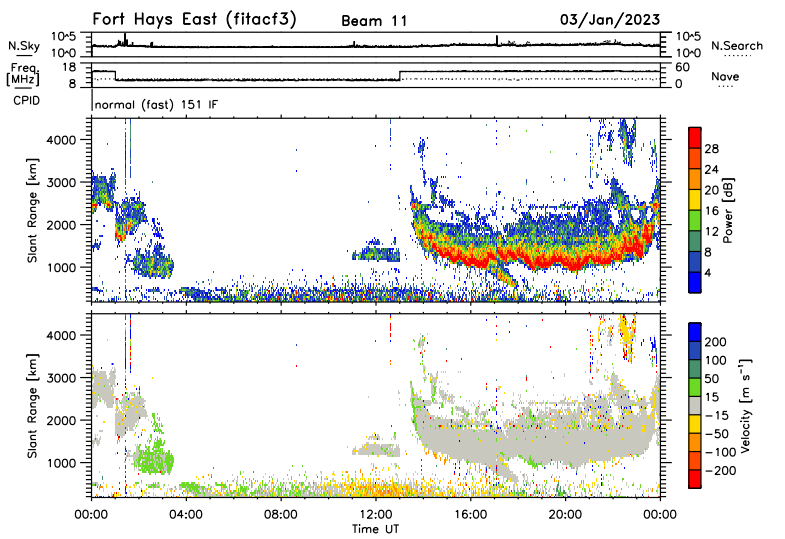 Fort Hays East (fitacf3) Beam 11 03/Jan/2023
N.Sky 10^5 10^0 10^5 10^0 N.Search
Freq. [MHz] 18 8 60 0 Nave
CPID normal (fast) 151 IF
Slant Range [km] 4000 3000 2000 1000
28 24 20 16 12 8 4 Power [dB]
Slant Range [km] 4000 3000 2000 1000
200 100 50 15 −15 −50 −100 −200 Velocity [m s⁻¹]
00:00 04:00 08:00 12:00 16:00 20:00 00:00
Time UT